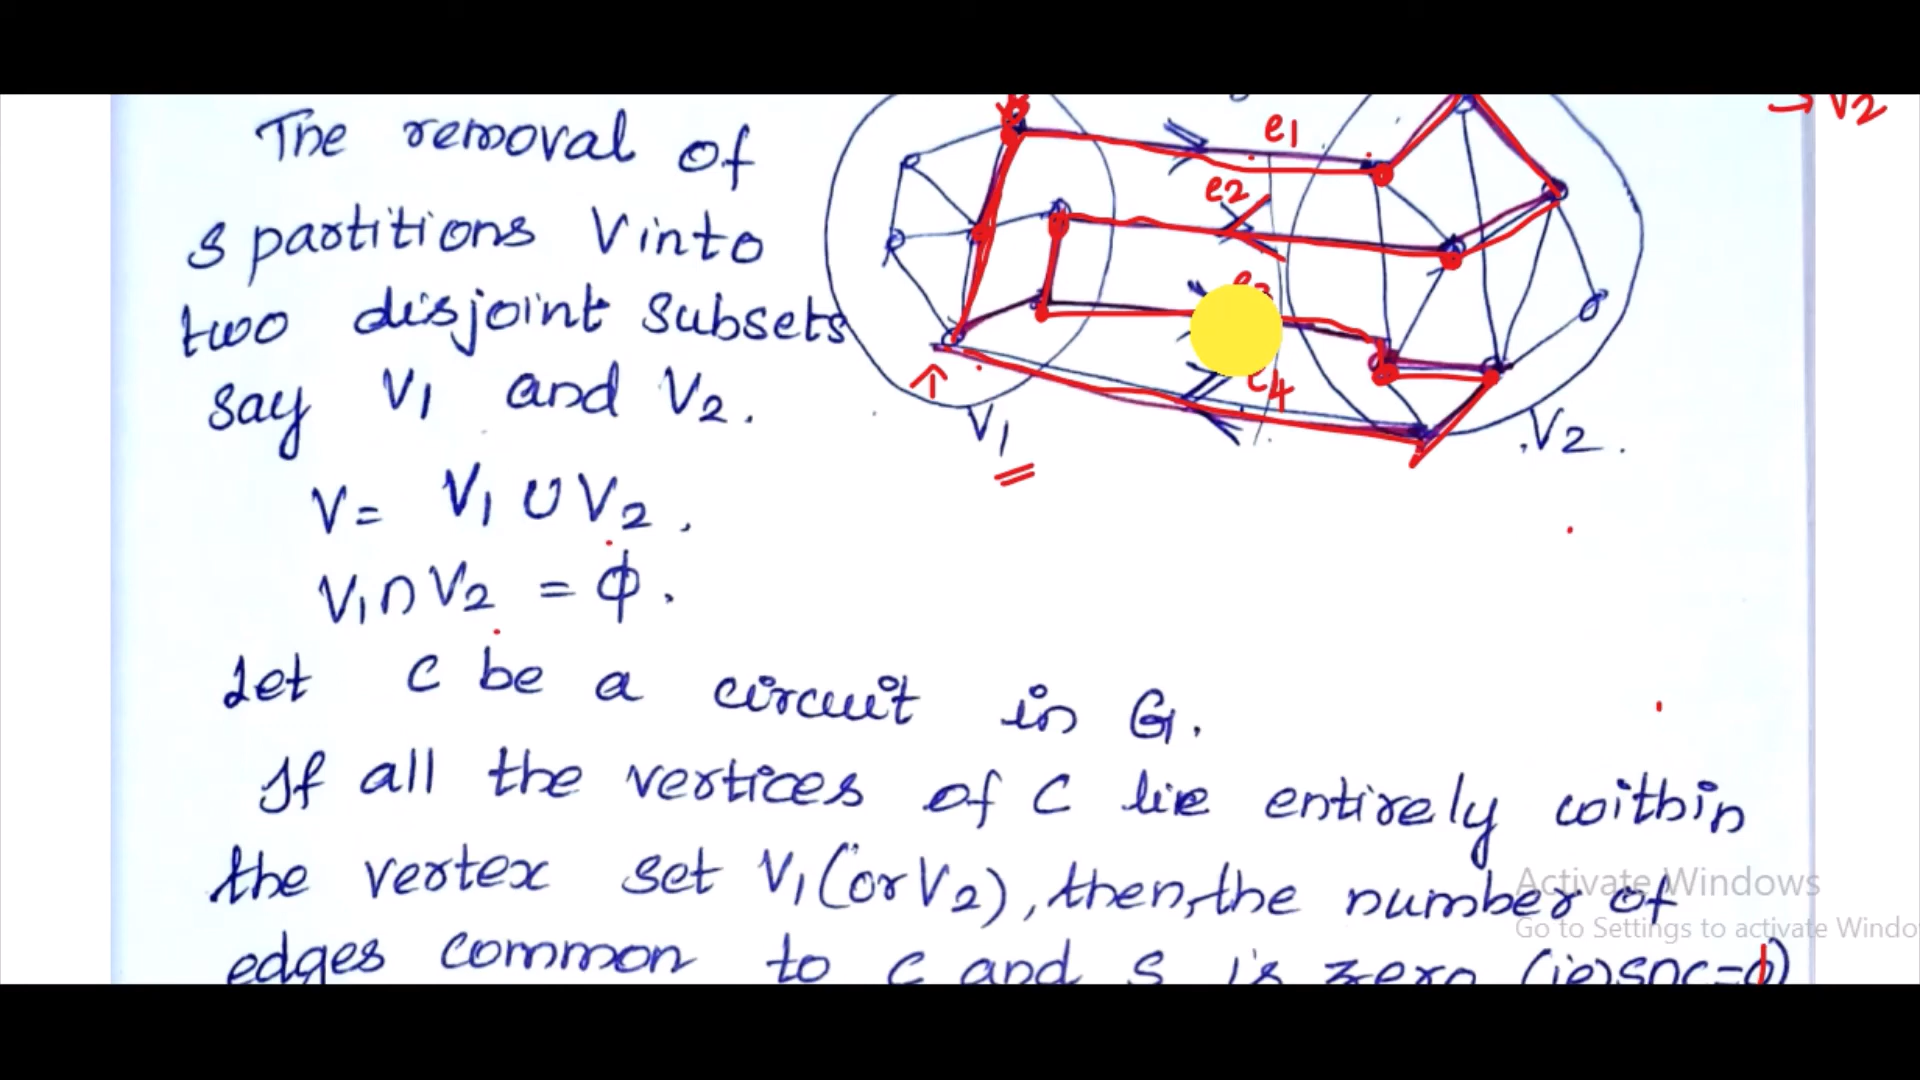 The removal of
S partitions V into
two disjoint subsets
say V1 and V2.
V = V1 ∪ V2.
V1 ∩ V2 = ϕ.
e1
e2
e4
V1
V2.
→ V2
Let C be a circuit in G.
If all the vertices of C lie entirely within
the vertex set V1 (or V2), then, the number of
edges common to C and S is zero (ie) S∩C=ϕ)
Activate Windows
Go to Settings to activate Windo